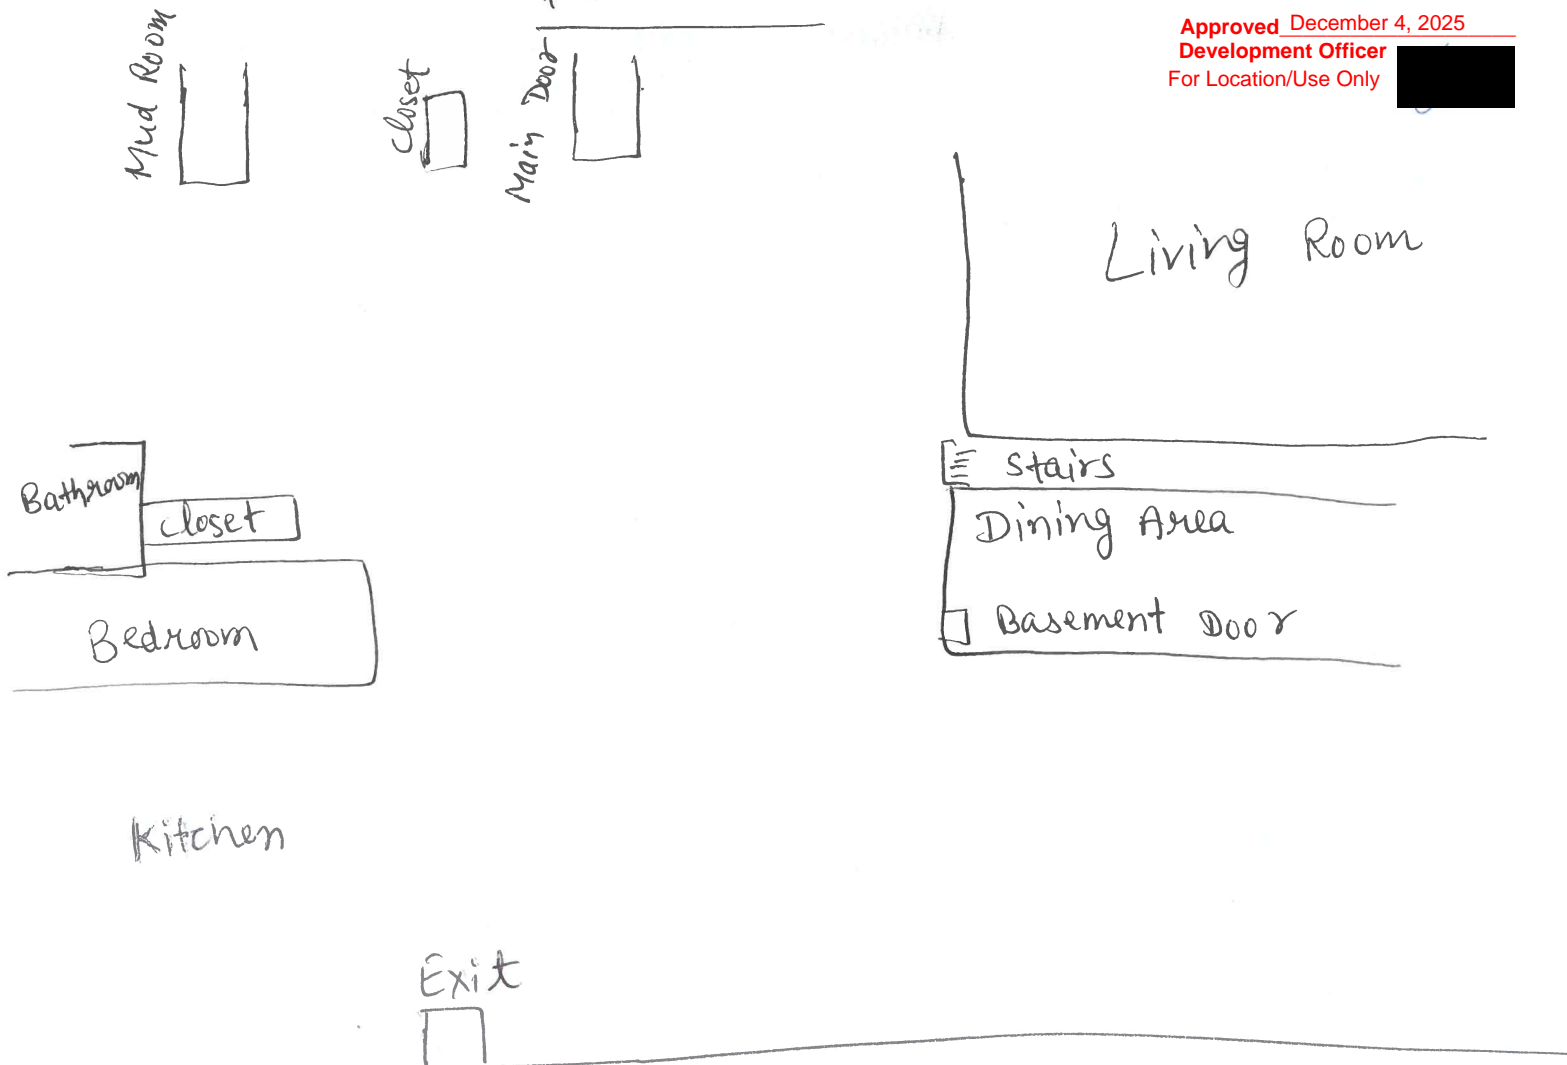 Approved December 4, 2025
Development Officer
For Location/Use Only
Mud Room
Closet
Main Door
Living Room
Stairs
Bathroom
Closet
Dining Area
Basement Door
Bedroom
Kitchen
Exit